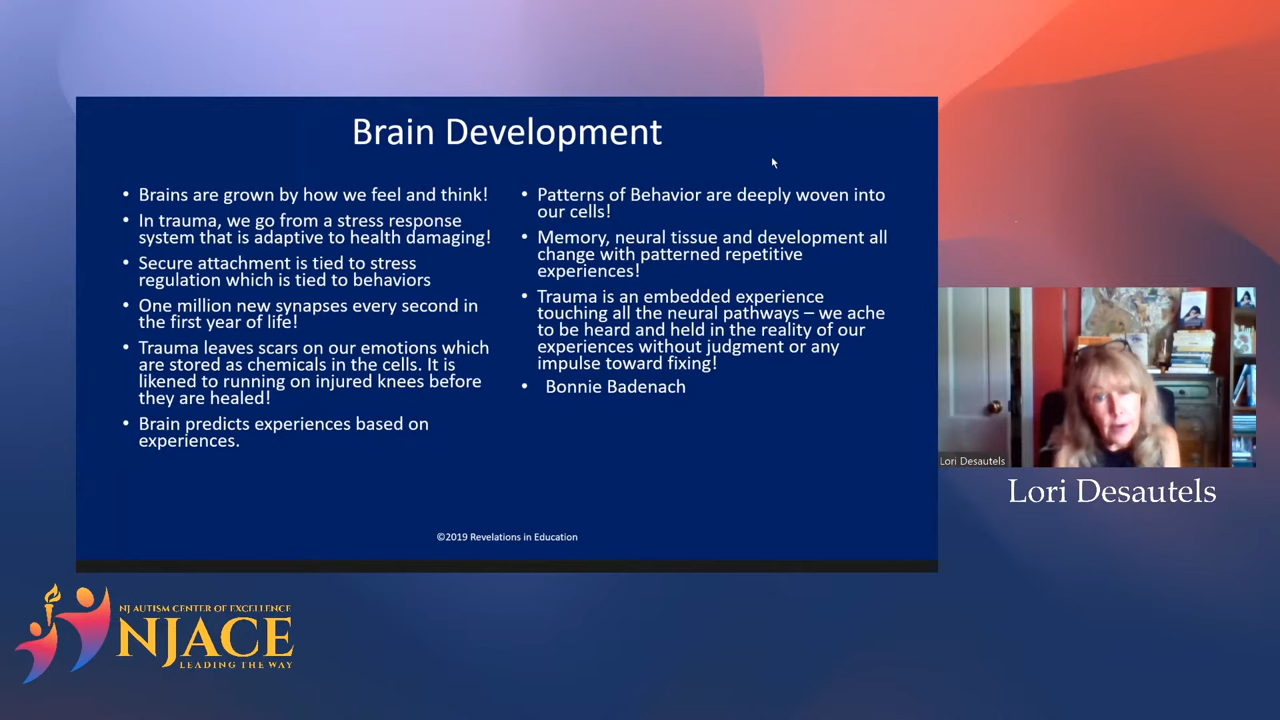 Brain Development
• Brains are grown by how we feel and think!
• In trauma, we go from a stress response
system that is adaptive to health damaging!
• Secure attachment is tied to stress
regulation which is tied to behaviors
• One million new synapses every second in
the first year of life!
• Trauma leaves scars on our emotions which
are stored as chemicals in the cells. It is
likened to running on injured knees before
they are healed!
• Brain predicts experiences based on
experiences.
• Patterns of Behavior are deeply woven into
our cells!
• Memory, neural tissue and development all
change with patterned repetitive
experiences!
• Trauma is an embedded experience
touching all the neural pathways – we ache
to be heard and held in the reality of our
experiences without judgment or any
impulse toward fixing!
• Bonnie Badenach
©2019 Revelations in Education
Lori Desautels
Lori Desautels
NJ AUTISM CENTER OF EXCELLENCE
NJACE
LEADING THE WAY